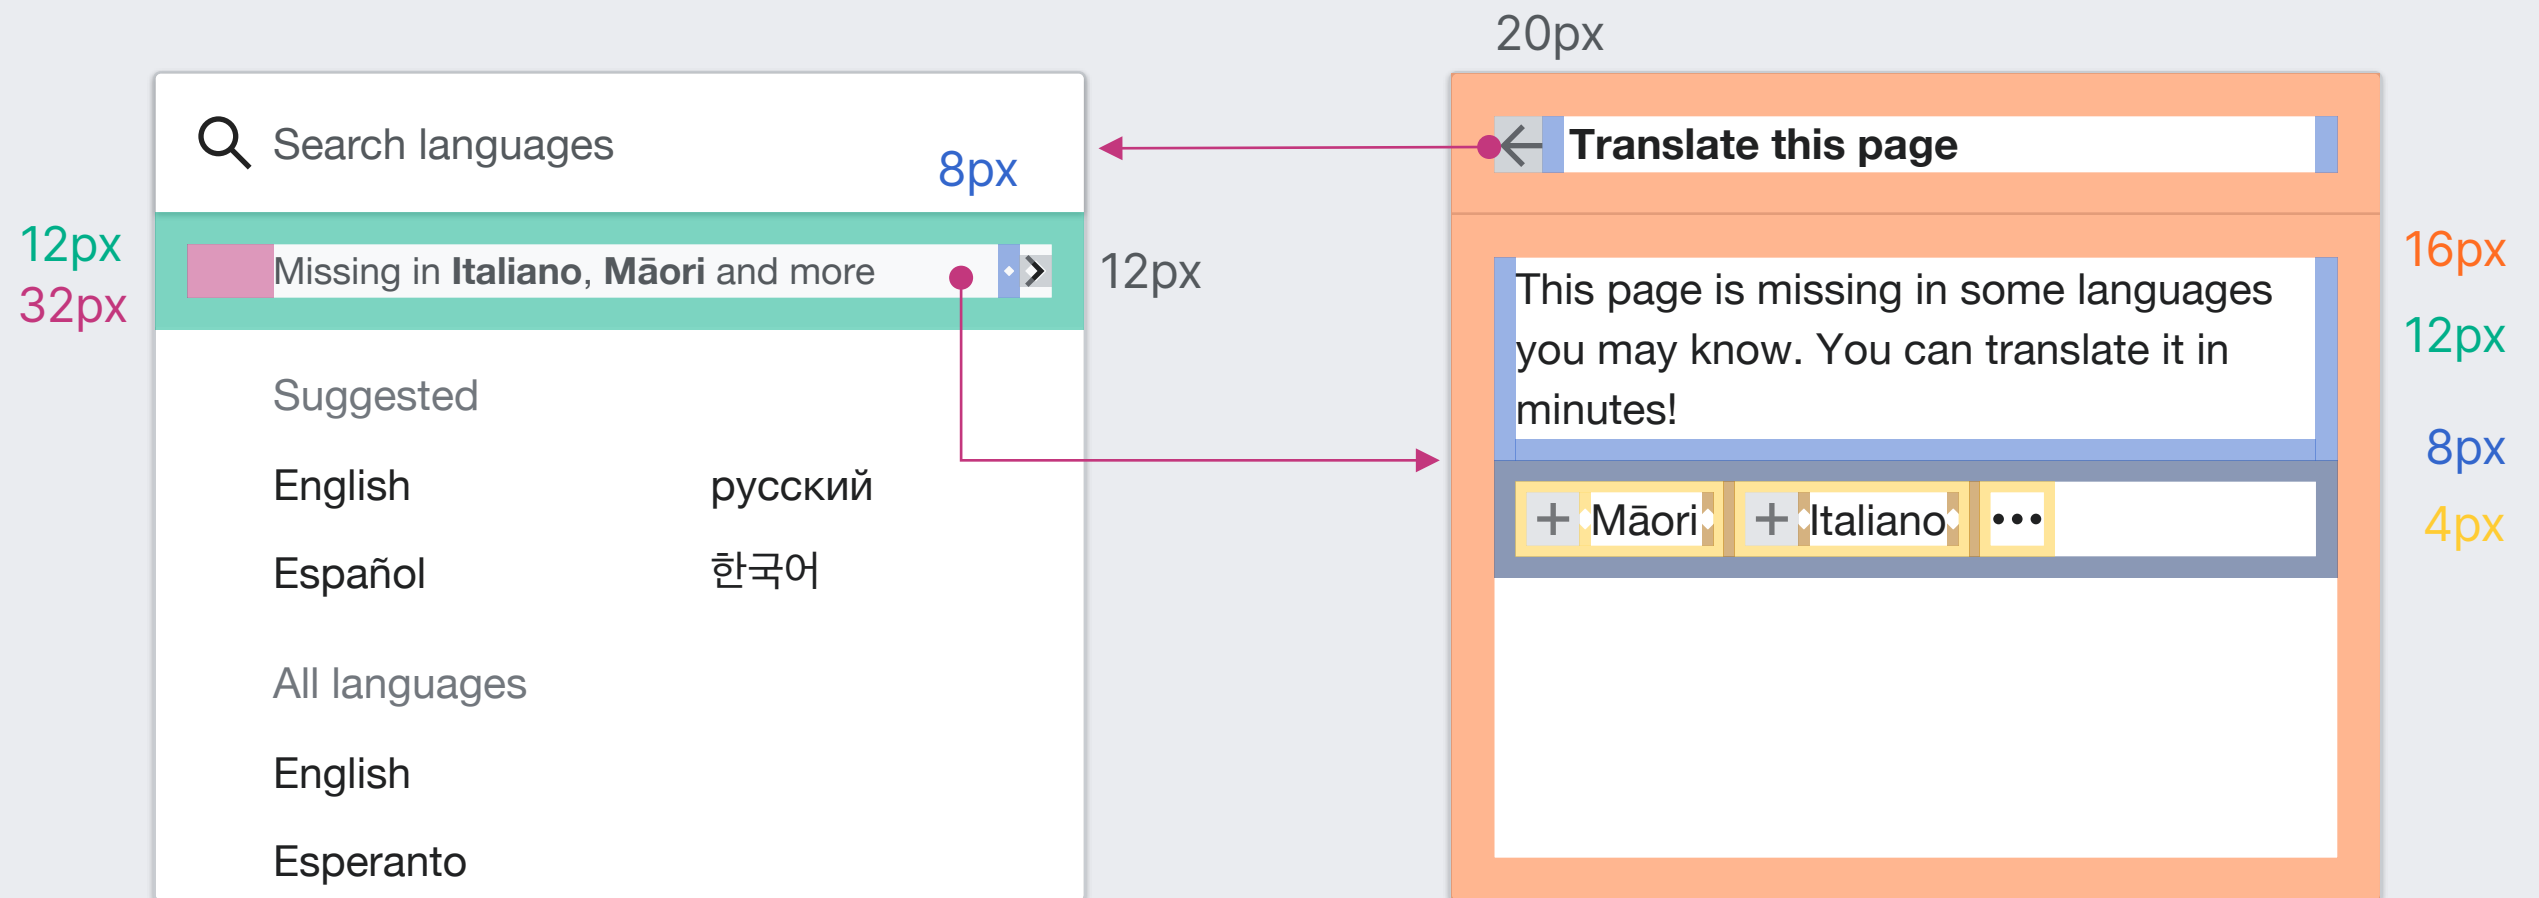 20px
Search languages
8px
12px
32px
Missing in Italiano, Māori and more
12px
Suggested
English
русский
Español
한국어
All languages
English
Esperanto
Translate this page
This page is missing in some languages
you may know. You can translate it in
minutes!
+ Māori + Italiano •••
16px
12px
8px
4px